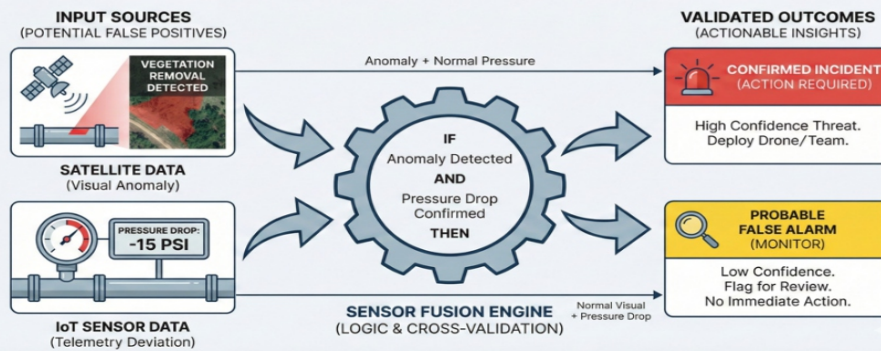 INPUT SOURCES
(POTENTIAL FALSE POSITIVES)
VEGETATION
REMOVAL
DETECTED
SATELLITE DATA
(Visual Anomaly)
PRESSURE DROP:
-15 PSI
IoT SENSOR DATA
(Telemetry Deviation)
Anomaly + Normal Pressure
IF
Anomaly Detected
AND
Pressure Drop
Confirmed
THEN
SENSOR FUSION ENGINE
(LOGIC & CROSS-VALIDATION)
Normal Visual
+ Pressure Drop
VALIDATED OUTCOMES
(ACTIONABLE INSIGHTS)
CONFIRMED INCIDENT
(ACTION REQUIRED)
High Confidence Threat.
Deploy Drone/Team.
PROBABLE
FALSE ALARM
(MONITOR)
Low Confidence.
Flag for Review.
No Immediate Action.